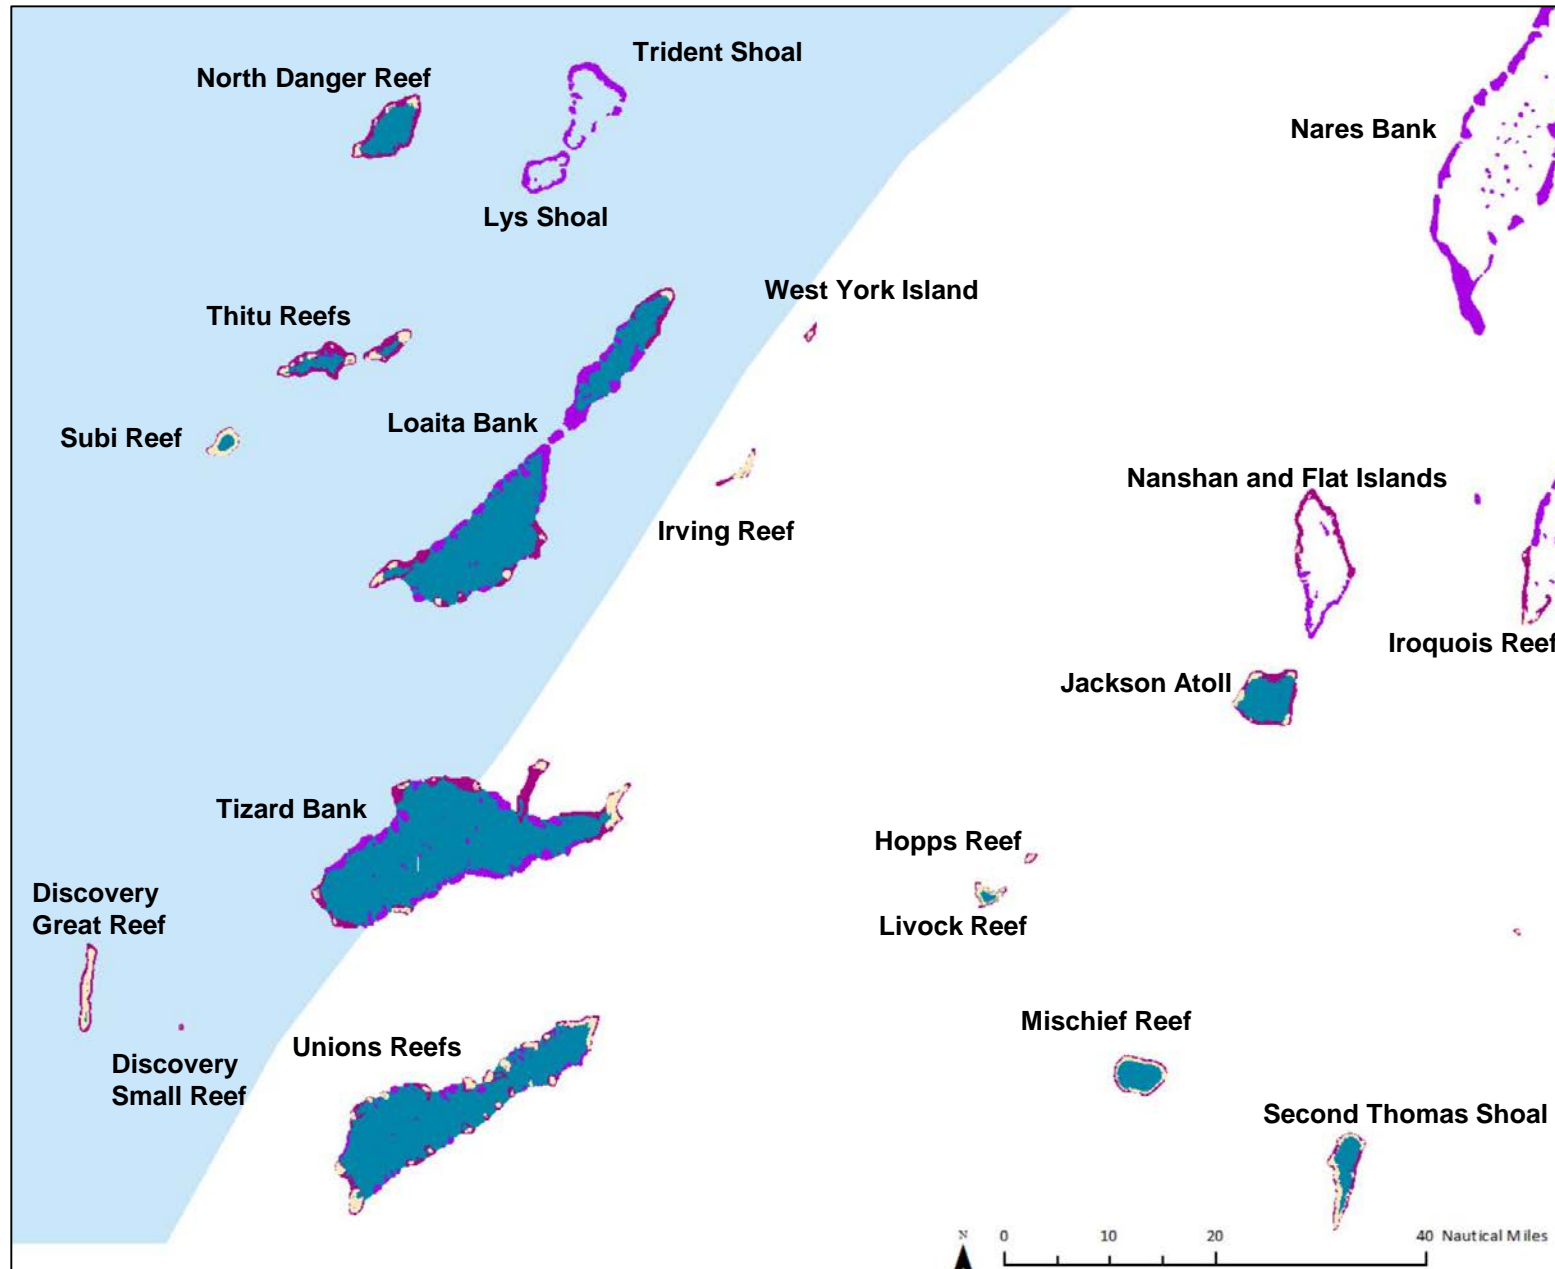 Trident Shoal
North Danger Reef
Nares Bank
Lys Shoal
West York Island
Thitu Reefs
Loaita Bank
Subi Reef
Nanshan and Flat Islands
Irving Reef
Iroquois Reef
Jackson Atoll
Tizard Bank
Hopps Reef
Discovery
Great Reef
Livock Reef
Mischief Reef
Unions Reefs
Discovery
Small Reef
Second Thomas Shoal
N 0 10 20 40 Nautical Miles